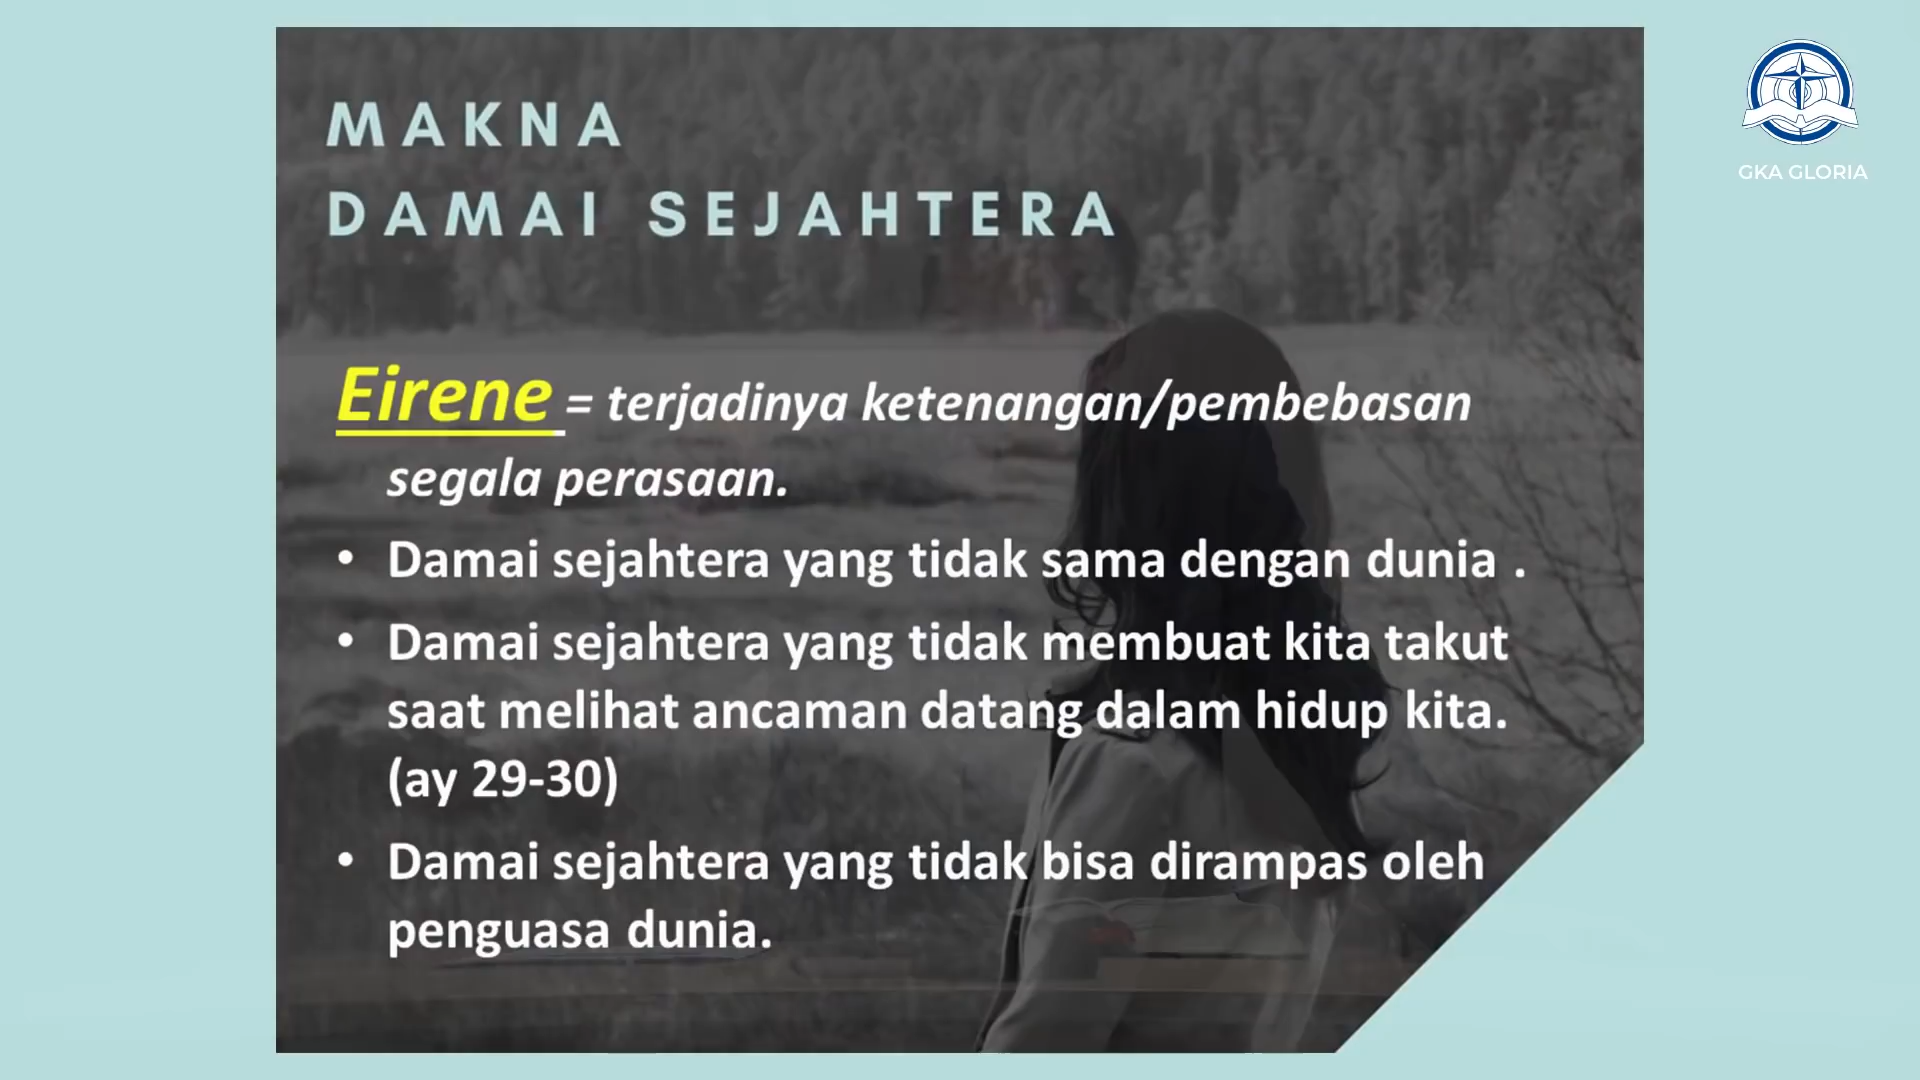 MAKNA
DAMAI SEJAHTERA
GKA GLORIA
Eirene = terjadinya ketenangan/pembebasan
segala perasaan.
• Damai sejahtera yang tidak sama dengan dunia .
• Damai sejahtera yang tidak membuat kita takut
saat melihat ancaman datang dalam hidup kita.
(ay 29-30)
• Damai sejahtera yang tidak bisa dirampas oleh
penguasa dunia.